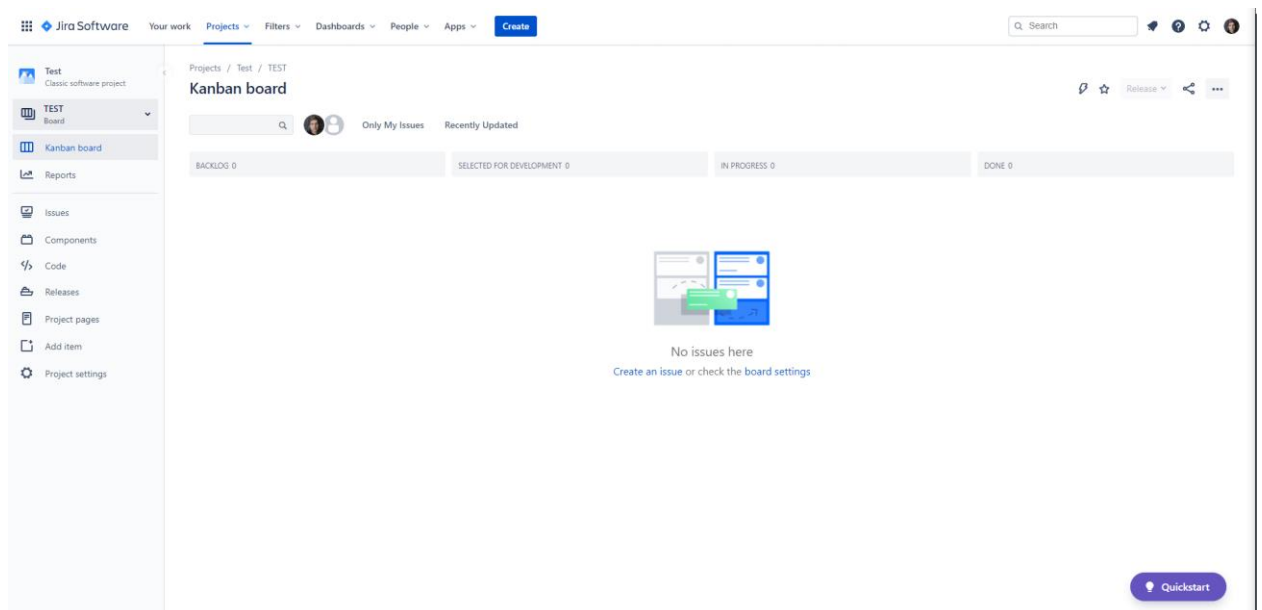 Jira Software Your work Projects Filters Dashboards People Apps Create Search
Test
Classic software project
TEST
Board
Kanban board
Reports
Issues
Components
Code
Releases
Project pages
Add item
Project settings
Projects / Test / TEST
Kanban board
Release
Only My Issues Recently Updated
BACKLOG 0 SELECTED FOR DEVELOPMENT 0 IN PROGRESS 0 DONE 0
No issues here
Create an issue or check the board settings
Quickstart